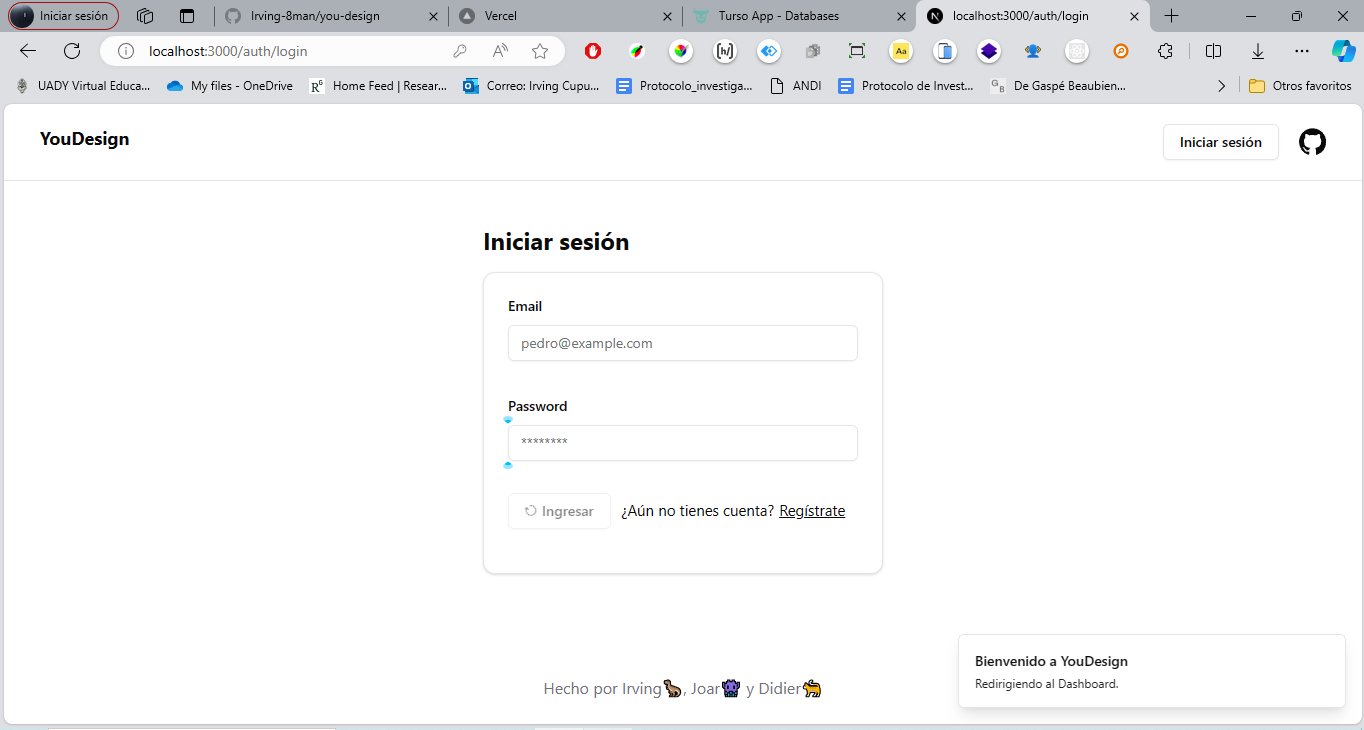 Iniciar sesión
Irving-8man/you-design
Vercel
Turso App - Databases
localhost:3000/auth/login
localhost:3000/auth/login
UADY Virtual Educa...
My files - OneDrive
Home Feed | Resear...
Correo: Irving Cupu...
Protocolo_investiga...
ANDI
Protocolo de Invest...
De Gaspé Beaubien...
Otros favoritos
YouDesign
Iniciar sesión
Iniciar sesión
Email
pedro@example.com
Password
********
Ingresar
¿Aún no tienes cuenta? Regístrate
Bienvenido a YouDesign
Redirigiendo al Dashboard.
Hecho por Irving🦦, Joar👾 y Didier🐈